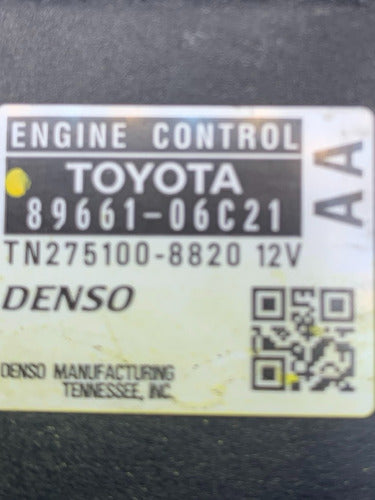 ENGINE CONTROL
TOYOTA
89661-06C21
AA
TN275100-8820 12V
DENSO
DENSO MANUFACTURING
TENNESSEE, INC.